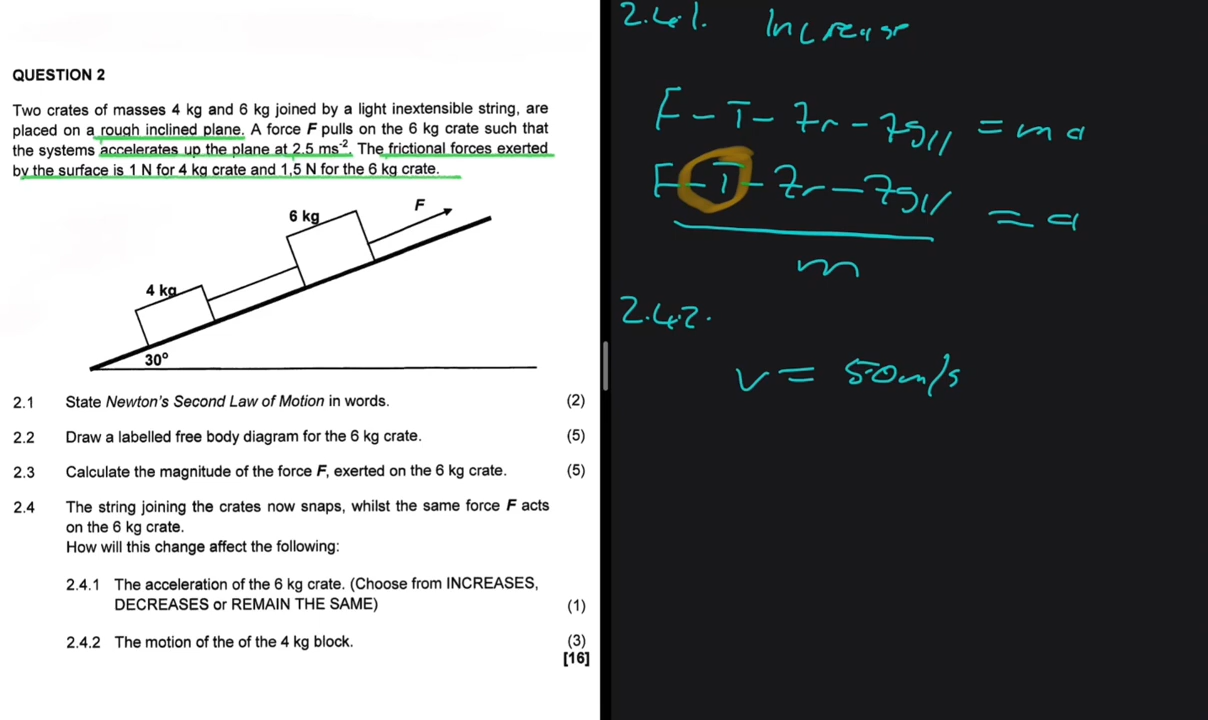 QUESTION 2
Two crates of masses 4 kg and 6 kg joined by a light inextensible string, are
placed on a rough inclined plane. A force F pulls on the 6 kg crate such that
the systems accelerates up the plane at 2.5 ms⁻². The frictional forces exerted
by the surface is 1 N for 4 kg crate and 1,5 N for the 6 kg crate.
6 kg
F
4 kg
30°
2.1 State Newton's Second Law of Motion in words. (2)
2.2 Draw a labelled free body diagram for the 6 kg crate. (5)
2.3 Calculate the magnitude of the force F, exerted on the 6 kg crate. (5)
2.4 The string joining the crates now snaps, whilst the same force F acts
on the 6 kg crate.
How will this change affect the following:
2.4.1 The acceleration of the 6 kg crate. (Choose from INCREASES,
DECREASES or REMAIN THE SAME) (1)
2.4.2 The motion of the of the 4 kg block. (3)
[16]
2.4.1. Increase
F - T - Fr - Fg|| = ma
F - T - Fr - Fg|| = a
m
2.4.2.
v = 50m/s